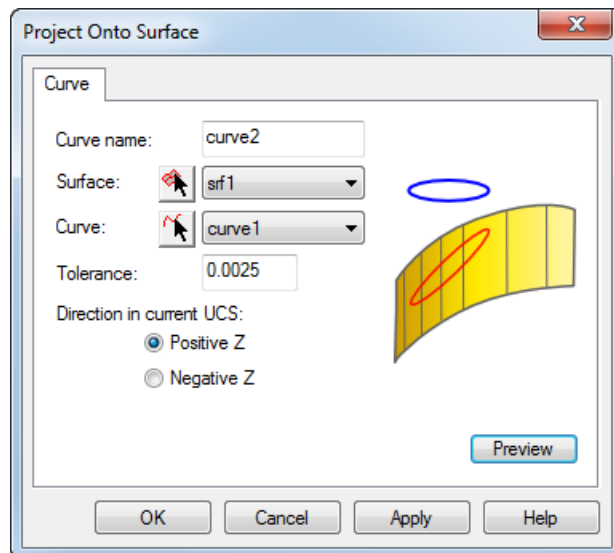 Project Onto Surface
Curve
Curve name: curve2
Surface: srf1
Curve: curve1
Tolerance: 0.0025
Direction in current UCS:
Positive Z
Negative Z
Preview
OK Cancel Apply Help